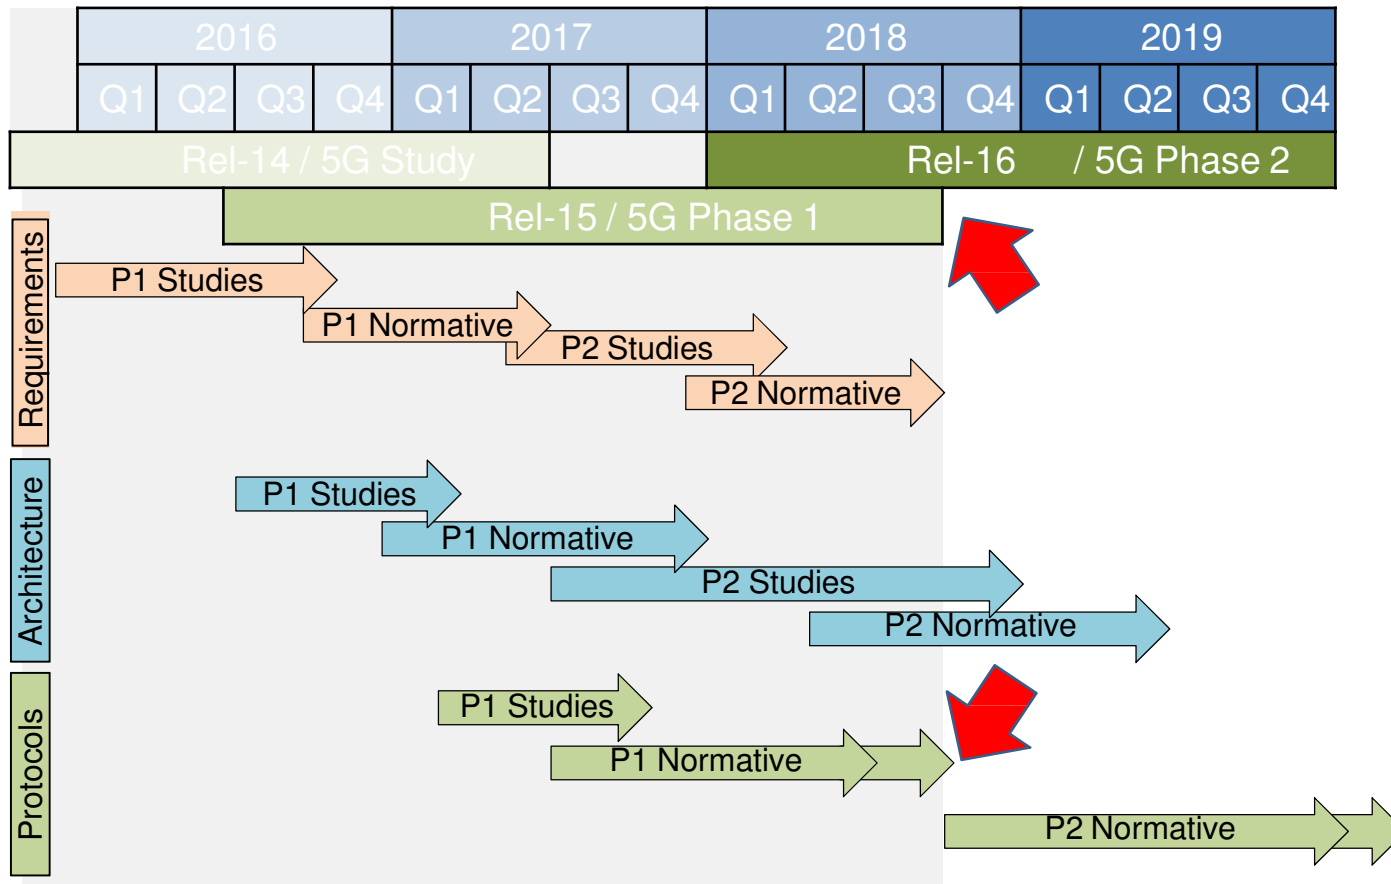 2016 2017 2018 2019
Q1 Q2 Q3 Q4 Q1 Q2 Q3 Q4 Q1 Q2 Q3 Q4 Q1 Q2 Q3 Q4
Rel-14 / 5G Study Rel-16 / 5G Phase 2
Rel-15 / 5G Phase 1
Requirements
P1 Studies
P1 Normative
P2 Studies
P2 Normative
Architecture
P1 Studies
P1 Normative
P2 Studies
P2 Normative
Protocols
P1 Studies
P1 Normative
P2 Normative